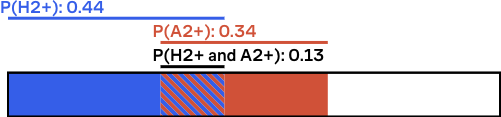 P(H2+): 0.44
P(A2+): 0.34
P(H2+ and A2+): 0.13